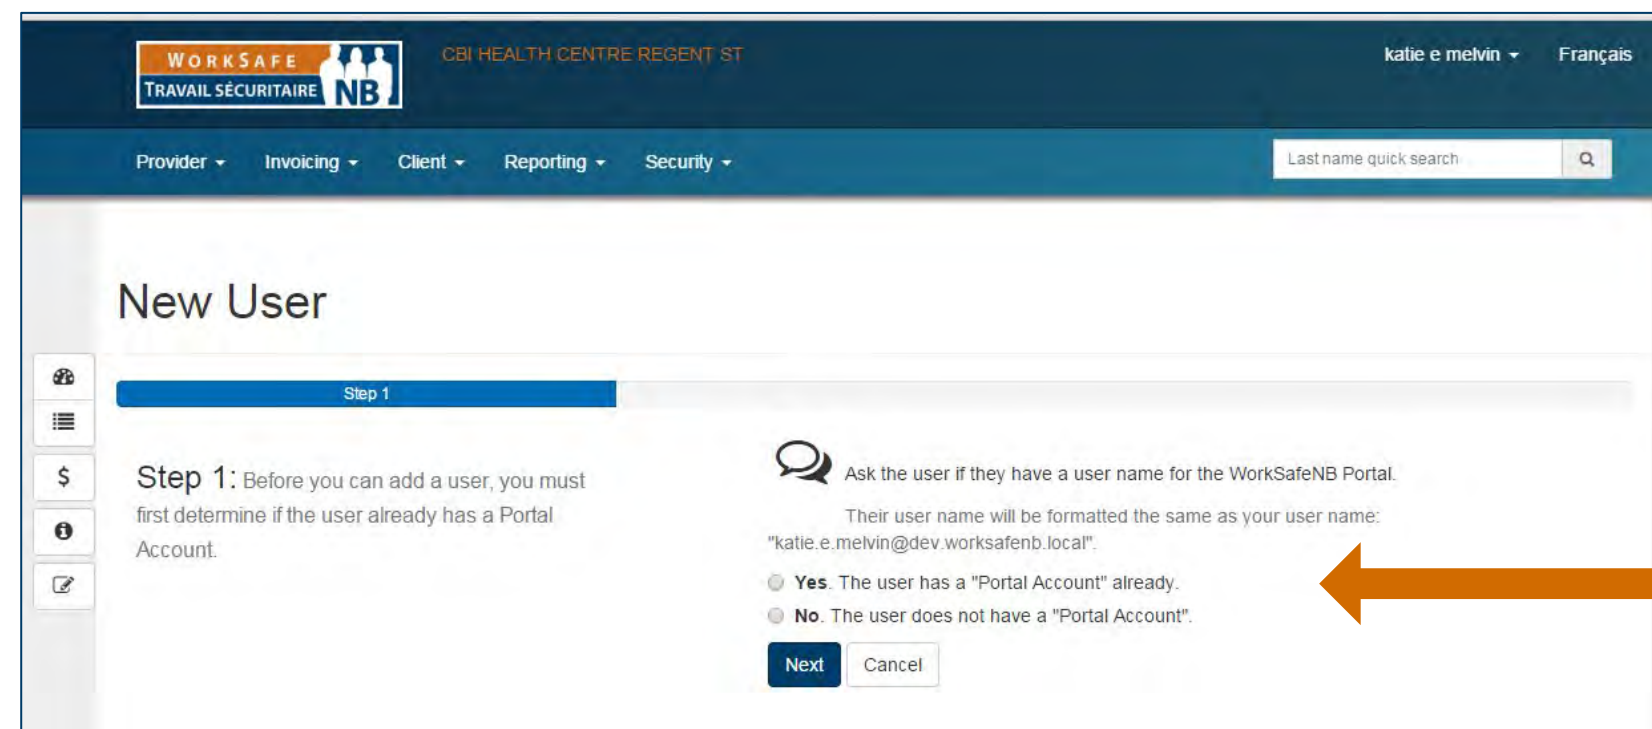 WORKSAFE
TRAVAIL SÉCURITAIRE NB
CBI HEALTH CENTRE REGENT ST
katie e melvin
Français
Provider
Invoicing
Client
Reporting
Security
Last name quick search
New User
Step 1
Step 1: Before you can add a user, you must
first determine if the user already has a Portal
Account.
Ask the user if they have a user name for the WorkSafeNB Portal.
Their user name will be formatted the same as your user name:
"katie.e.melvin@dev.worksafenb.local".
Yes. The user has a "Portal Account" already.
No. The user does not have a "Portal Account".
Next
Cancel